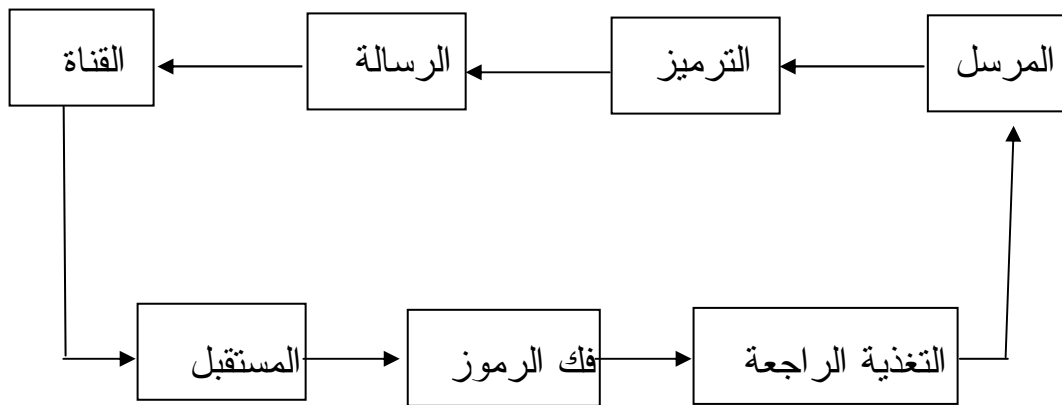 المرسل
الترميز
الرسالة
القناة
المستقبل
فك الرموز
التغذية الراجعة